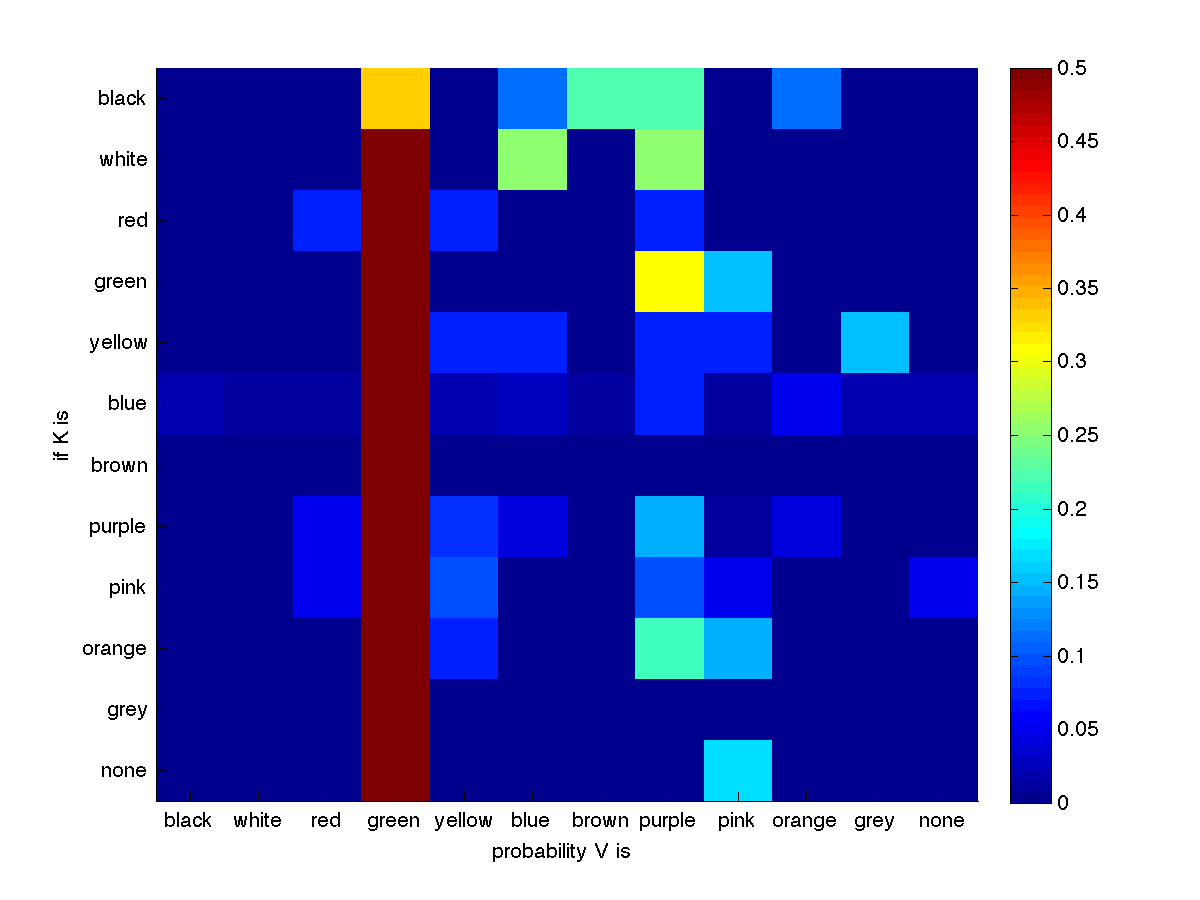 black
white
red
green
yellow
blue
brown
purple
pink
orange
grey
none
if K is
black white red green yellow blue brown purple pink orange grey none
probability V is
0.5
0.45
0.4
0.35
0.3
0.25
0.2
0.15
0.1
0.05
0